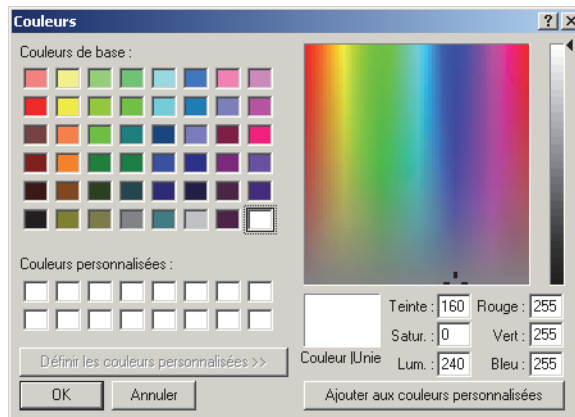 Couleurs
Couleurs de base :
Couleurs personnalisées :
Définir les couleurs personnalisées >>
OK
Annuler
Couleur |Unie
Teinte : 160
Rouge : 255
Satur. : 0
Vert : 255
Lum. : 240
Bleu : 255
Ajouter aux couleurs personnalisées